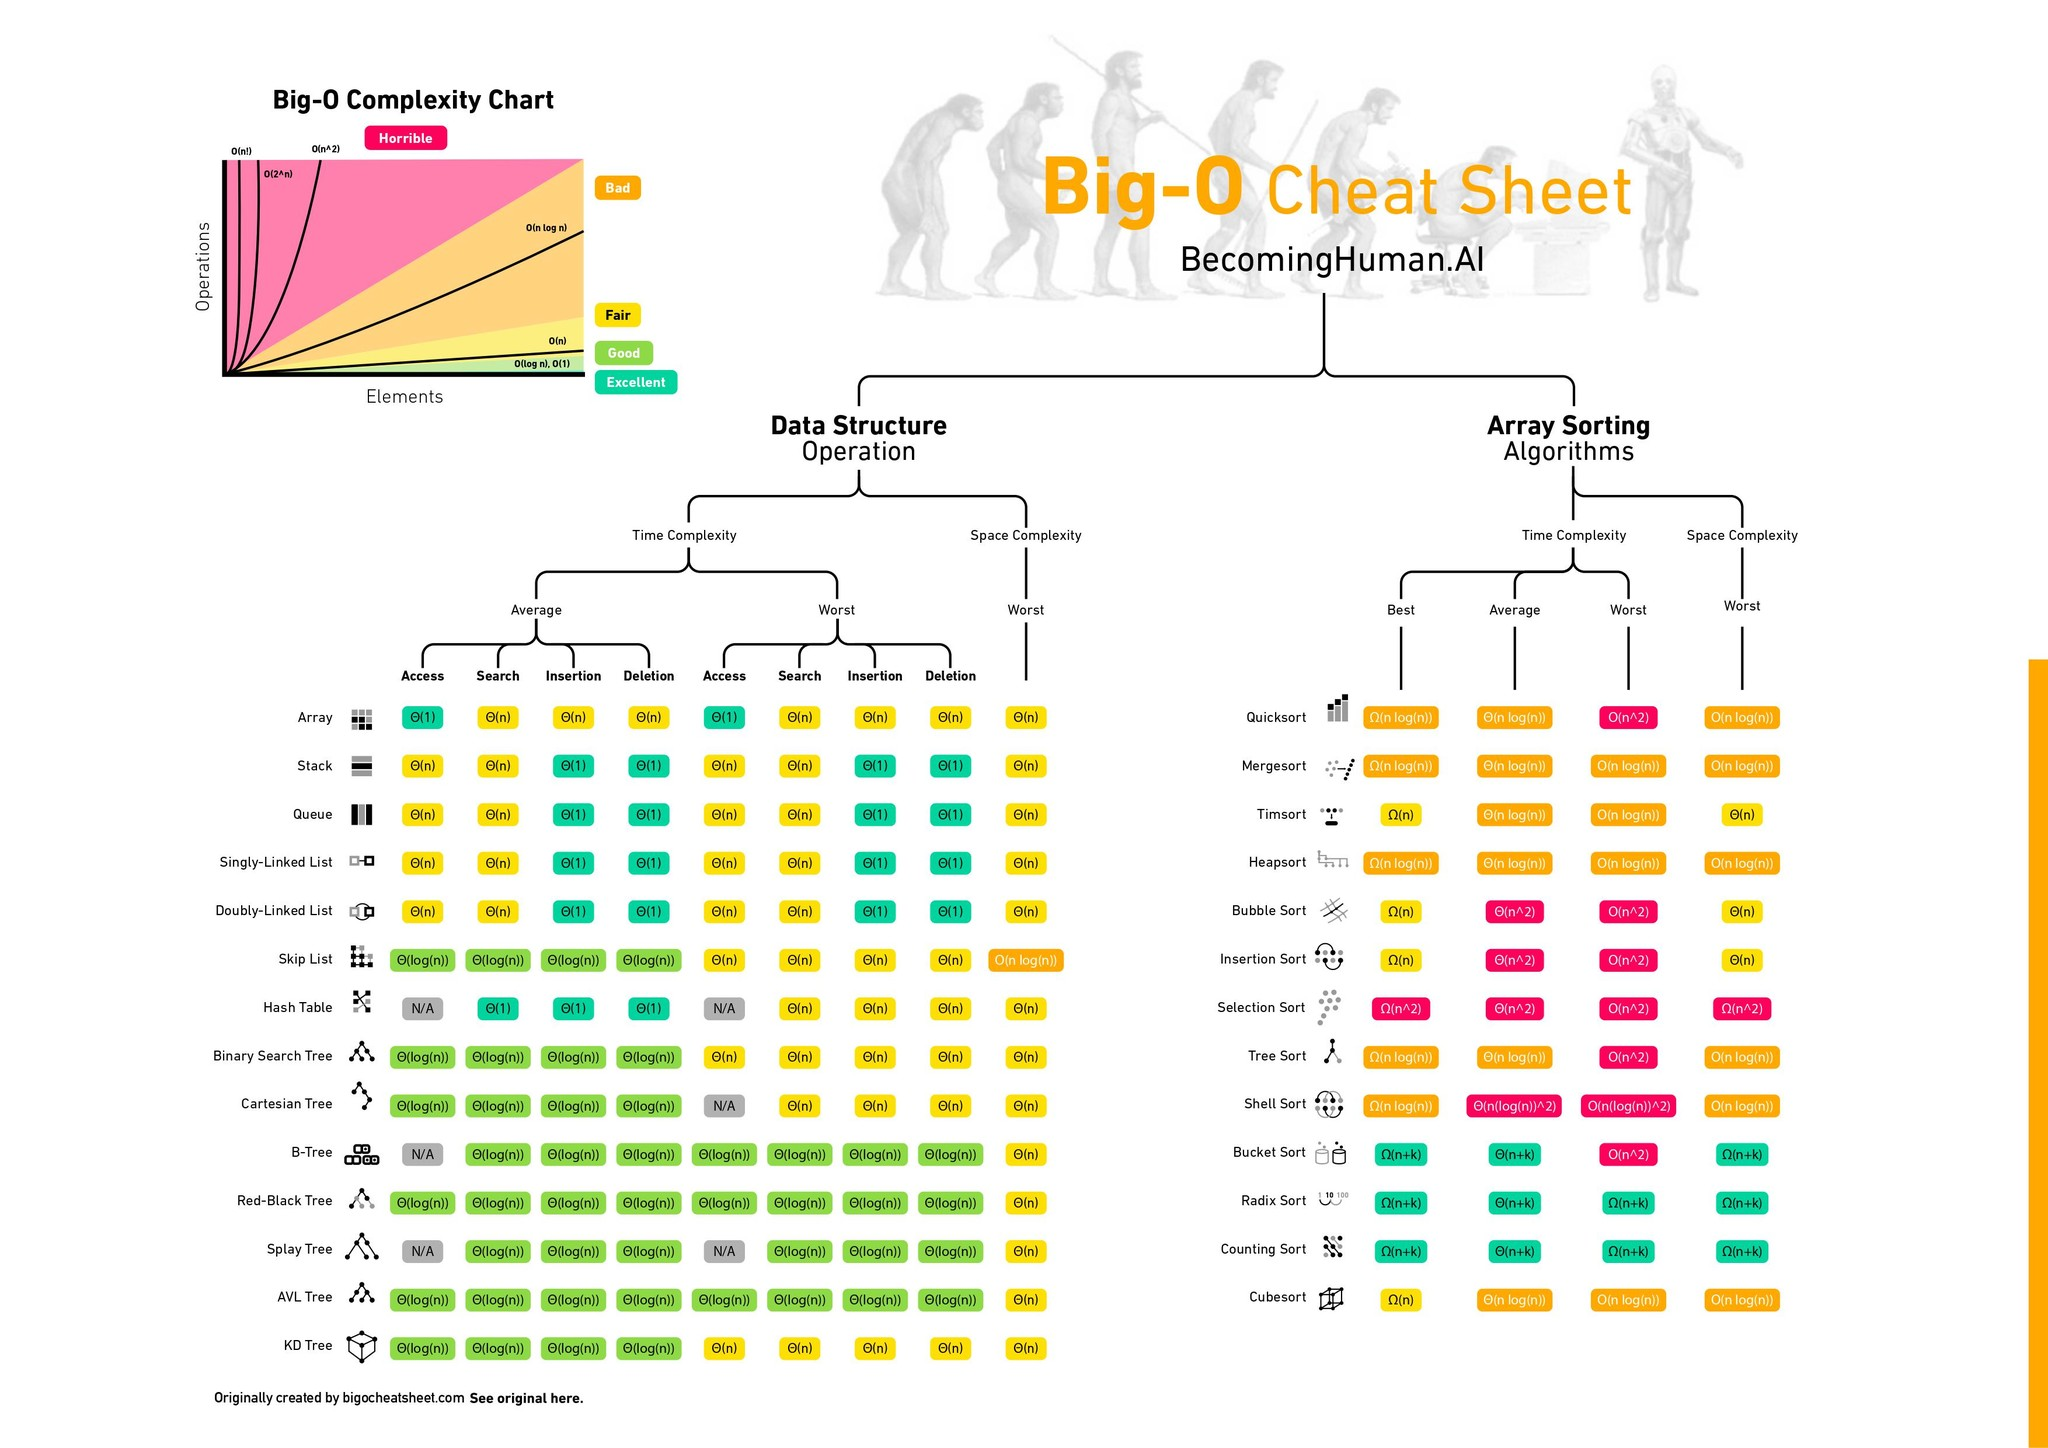 Big-O Complexity Chart
Horrible
O(n!)
O(n^2)
O(2^n)
Bad
O(n log n)
Fair
O(n)
Good
O(log n), O(1)
Excellent
Operations
Elements
Big-O Cheat Sheet
BecomingHuman.AI
Data Structure
Operation
Time Complexity
Space Complexity
Average
Worst
Worst
Access Search Insertion Deletion Access Search Insertion Deletion
Array Θ(1) Θ(n) Θ(n) Θ(n) Θ(1) Θ(n) Θ(n) Θ(n) Θ(n)
Stack Θ(n) Θ(n) Θ(1) Θ(1) Θ(n) Θ(n) Θ(1) Θ(1) Θ(n)
Queue Θ(n) Θ(n) Θ(1) Θ(1) Θ(n) Θ(n) Θ(1) Θ(1) Θ(n)
Singly-Linked List Θ(n) Θ(n) Θ(1) Θ(1) Θ(n) Θ(n) Θ(1) Θ(1) Θ(n)
Doubly-Linked List Θ(n) Θ(n) Θ(1) Θ(1) Θ(n) Θ(n) Θ(1) Θ(1) Θ(n)
Skip List Θ(log(n)) Θ(log(n)) Θ(log(n)) Θ(log(n)) Θ(n) Θ(n) Θ(n) Θ(n) O(n log(n))
Hash Table N/A Θ(1) Θ(1) Θ(1) N/A Θ(n) Θ(n) Θ(n) Θ(n)
Binary Search Tree Θ(log(n)) Θ(log(n)) Θ(log(n)) Θ(log(n)) Θ(n) Θ(n) Θ(n) Θ(n) Θ(n)
Cartesian Tree Θ(log(n)) Θ(log(n)) Θ(log(n)) Θ(log(n)) N/A Θ(n) Θ(n) Θ(n) Θ(n)
B-Tree N/A Θ(log(n)) Θ(log(n)) Θ(log(n)) Θ(log(n)) Θ(log(n)) Θ(log(n)) Θ(log(n)) Θ(n)
Red-Black Tree Θ(log(n)) Θ(log(n)) Θ(log(n)) Θ(log(n)) Θ(log(n)) Θ(log(n)) Θ(log(n)) Θ(log(n)) Θ(n)
Splay Tree N/A Θ(log(n)) Θ(log(n)) Θ(log(n)) N/A Θ(log(n)) Θ(log(n)) Θ(log(n)) Θ(n)
AVL Tree Θ(log(n)) Θ(log(n)) Θ(log(n)) Θ(log(n)) Θ(log(n)) Θ(log(n)) Θ(log(n)) Θ(log(n)) Θ(n)
KD Tree Θ(log(n)) Θ(log(n)) Θ(log(n)) Θ(log(n)) Θ(n) Θ(n) Θ(n) Θ(n) Θ(n)
Array Sorting
Algorithms
Time Complexity
Space Complexity
Best
Average
Worst
Worst
Quicksort Ω(n log(n)) Θ(n log(n)) O(n^2) O(n log(n))
Mergesort Ω(n log(n)) Θ(n log(n)) O(n log(n)) O(n log(n))
Timsort Ω(n) Θ(n log(n)) O(n log(n)) Θ(n)
Heapsort Ω(n log(n)) Θ(n log(n)) O(n log(n)) O(n log(n))
Bubble Sort Ω(n) Θ(n^2) O(n^2) Θ(n)
Insertion Sort Ω(n) Θ(n^2) O(n^2) Θ(n)
Selection Sort Ω(n^2) Θ(n^2) O(n^2) Ω(n^2)
Tree Sort Ω(n log(n)) Θ(n log(n)) O(n^2) O(n log(n))
Shell Sort Ω(n log(n)) Θ(n(log(n))^2) O(n(log(n))^2) O(n log(n))
Bucket Sort Ω(n+k) Θ(n+k) O(n^2) Ω(n+k)
Radix Sort 1 10 100 Ω(n+k) Θ(n+k) Ω(n+k) Ω(n+k)
Counting Sort Ω(n+k) Θ(n+k) Ω(n+k) Ω(n+k)
Cubesort Ω(n) Θ(n log(n)) O(n log(n)) O(n log(n))
Originally created by bigocheatsheet.com See original here.